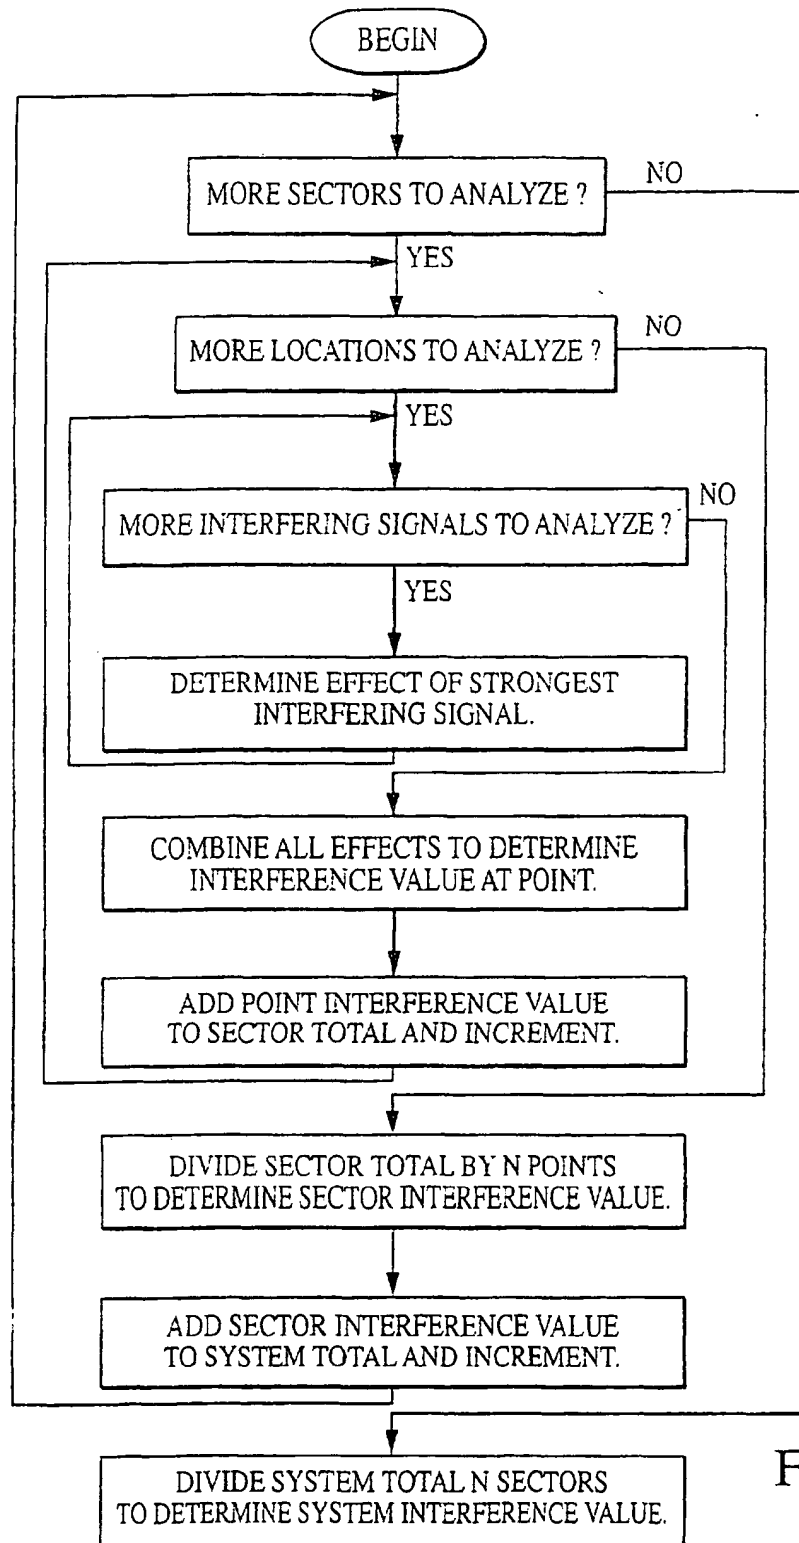 BEGIN
MORE SECTORS TO ANALYZE ?
NO
YES
MORE LOCATIONS TO ANALYZE ?
NO
YES
MORE INTERFERING SIGNALS TO ANALYZE ?
NO
YES
DETERMINE EFFECT OF STRONGEST
INTERFERING SIGNAL.
COMBINE ALL EFFECTS TO DETERMINE
INTERFERENCE VALUE AT POINT.
ADD POINT INTERFERENCE VALUE
TO SECTOR TOTAL AND INCREMENT.
DIVIDE SECTOR TOTAL BY N POINTS
TO DETERMINE SECTOR INTERFERENCE VALUE.
ADD SECTOR INTERFERENCE VALUE
TO SYSTEM TOTAL AND INCREMENT.
F
DIVIDE SYSTEM TOTAL N SECTORS
TO DETERMINE SYSTEM INTERFERENCE VALUE.